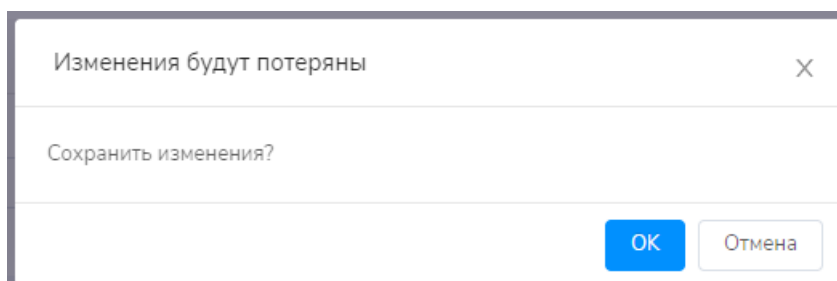 Изменения будут потеряны
Сохранить изменения?
OK
Отмена